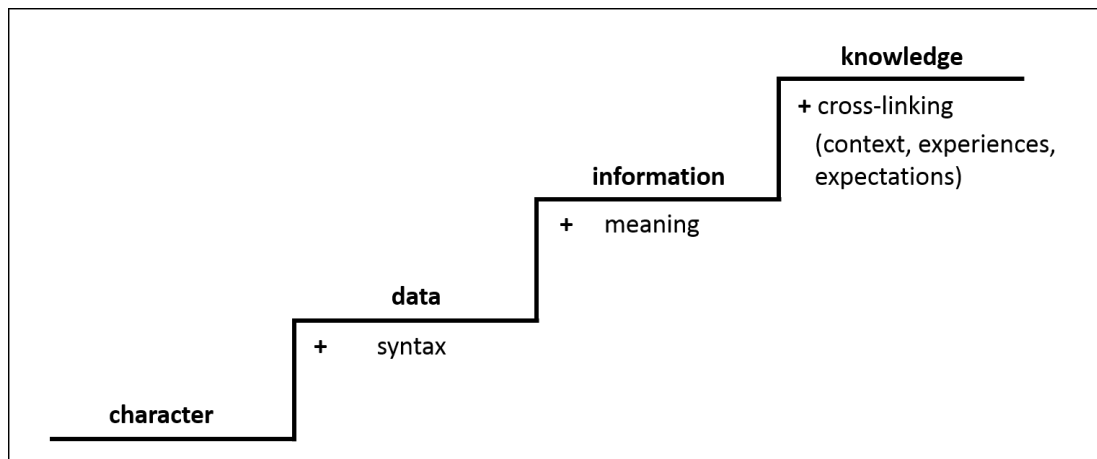 knowledge
+ cross-linking
(context, experiences,
expectations)
information
+ meaning
data
+ syntax
character